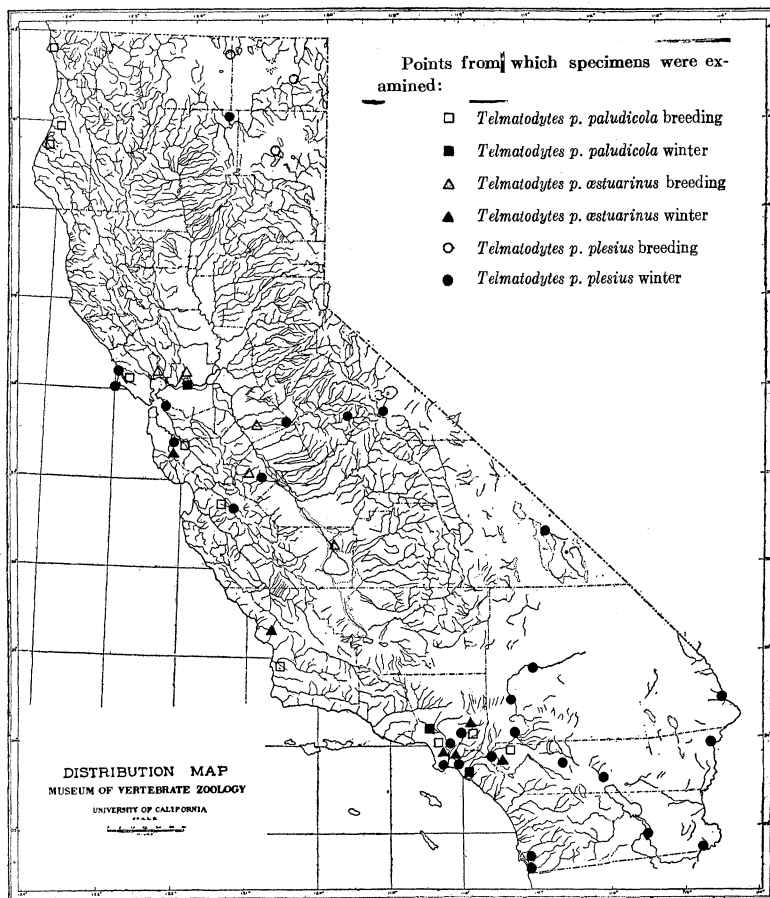 Points from which specimens were ex-
amined:
Telmatodytes p. paludicola breeding
Telmatodytes p. paludicola winter
Telmatodytes p. æstuarinus breeding
Telmatodytes p. æstuarinus winter
Telmatodytes p. plesius breeding
Telmatodytes p. plesius winter
DISTRIBUTION MAP
MUSEUM OF VERTEBRATE ZOOLOGY
UNIVERSITY OF CALIFORNIA
SCALE